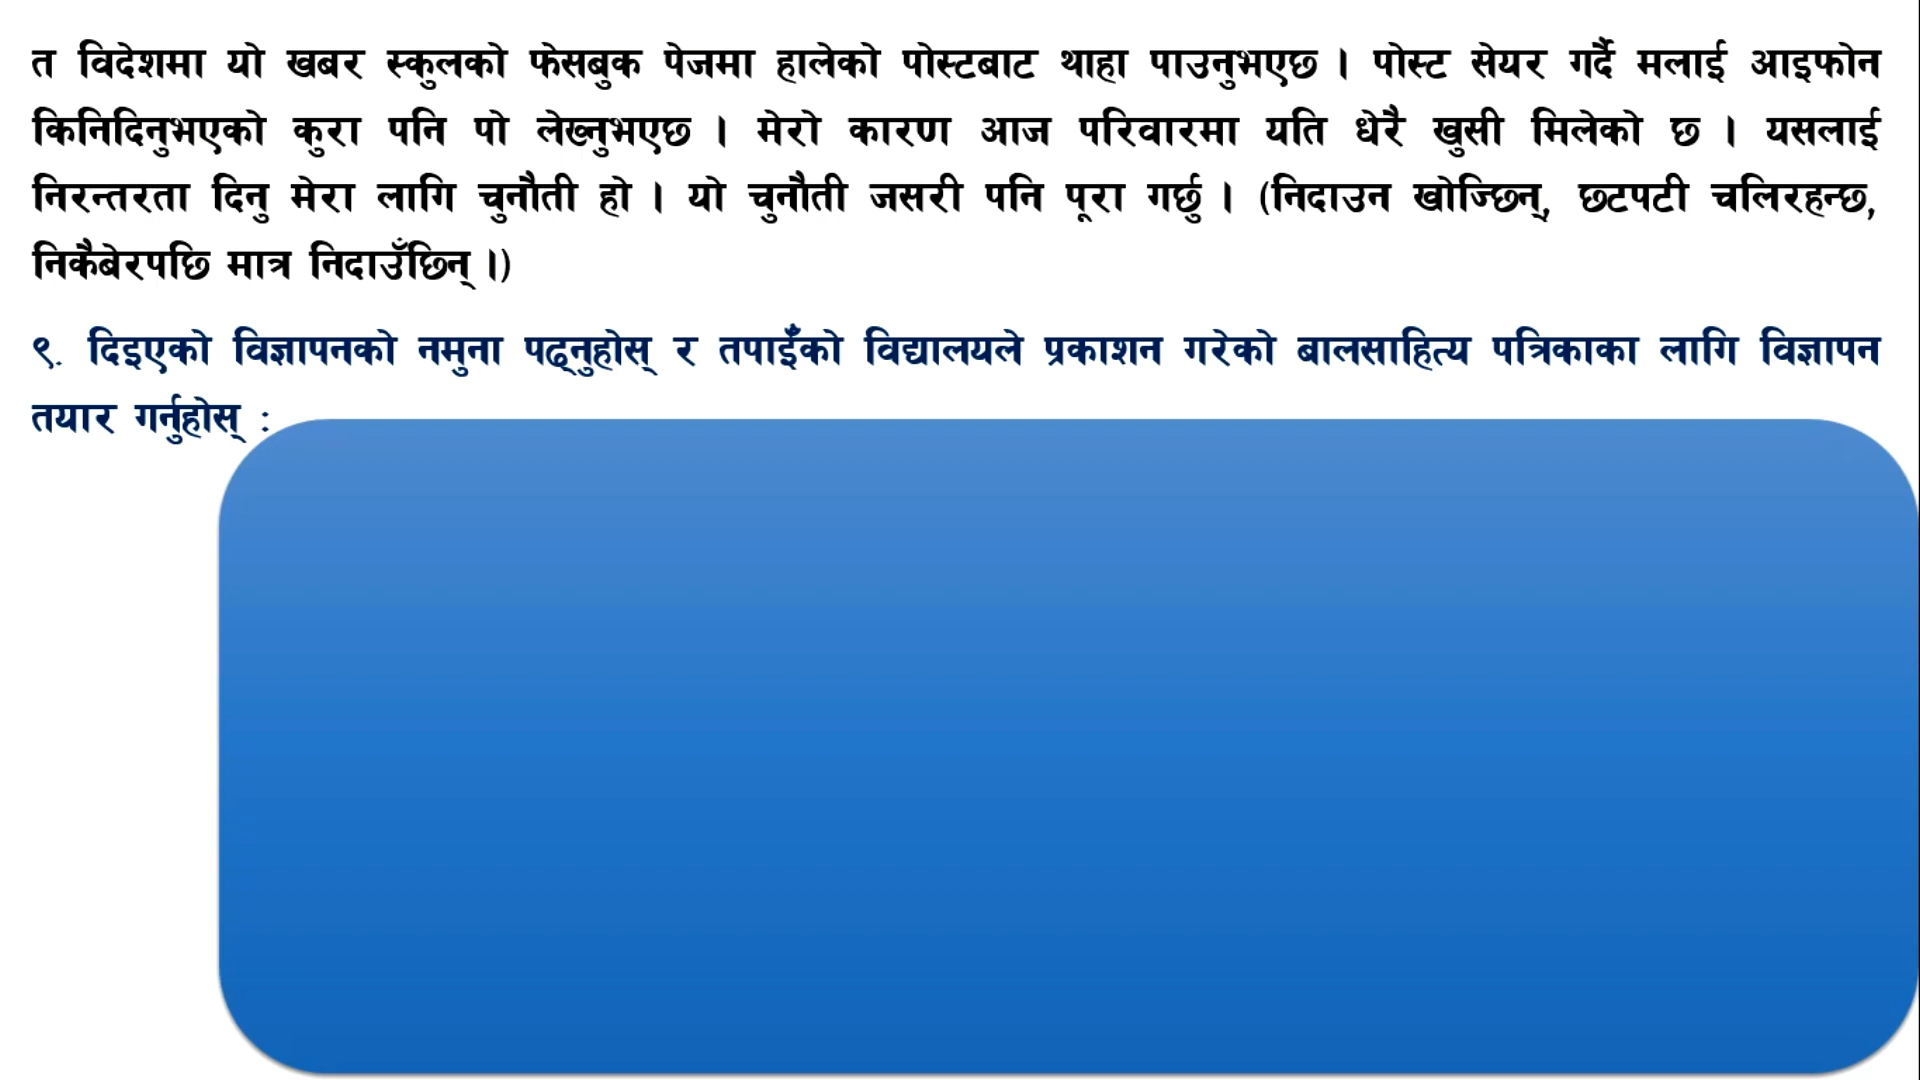 त विदेशमा यो खबर स्कुलको फेसबुक पेजमा हालेको पोस्टबाट थाहा पाउनुभएछ । पोस्ट सेयर गर्दै मलाई आइफोन
किनिदिनुभएको कुरा पनि पो लेख्नुभएछ । मेरो कारण आज परिवारमा यति धेरै खुसी मिलेको छ । यसलाई
निरन्तरता दिनु मेरा लागि चुनौती हो । यो चुनौती जसरी पनि पूरा गर्छु । (निदाउन खोज्छिन्, छटपटी चलिरहन्छ,
निकैबेरपछि मात्र निदाउँछिन् ।)
९. दिइएको विज्ञापनको नमुना पढ्नुहोस् र तपाईँको विद्यालयले प्रकाशन गरेको बालसाहित्य पत्रिकाका लागि विज्ञापन
तयार गर्नुहोस् :